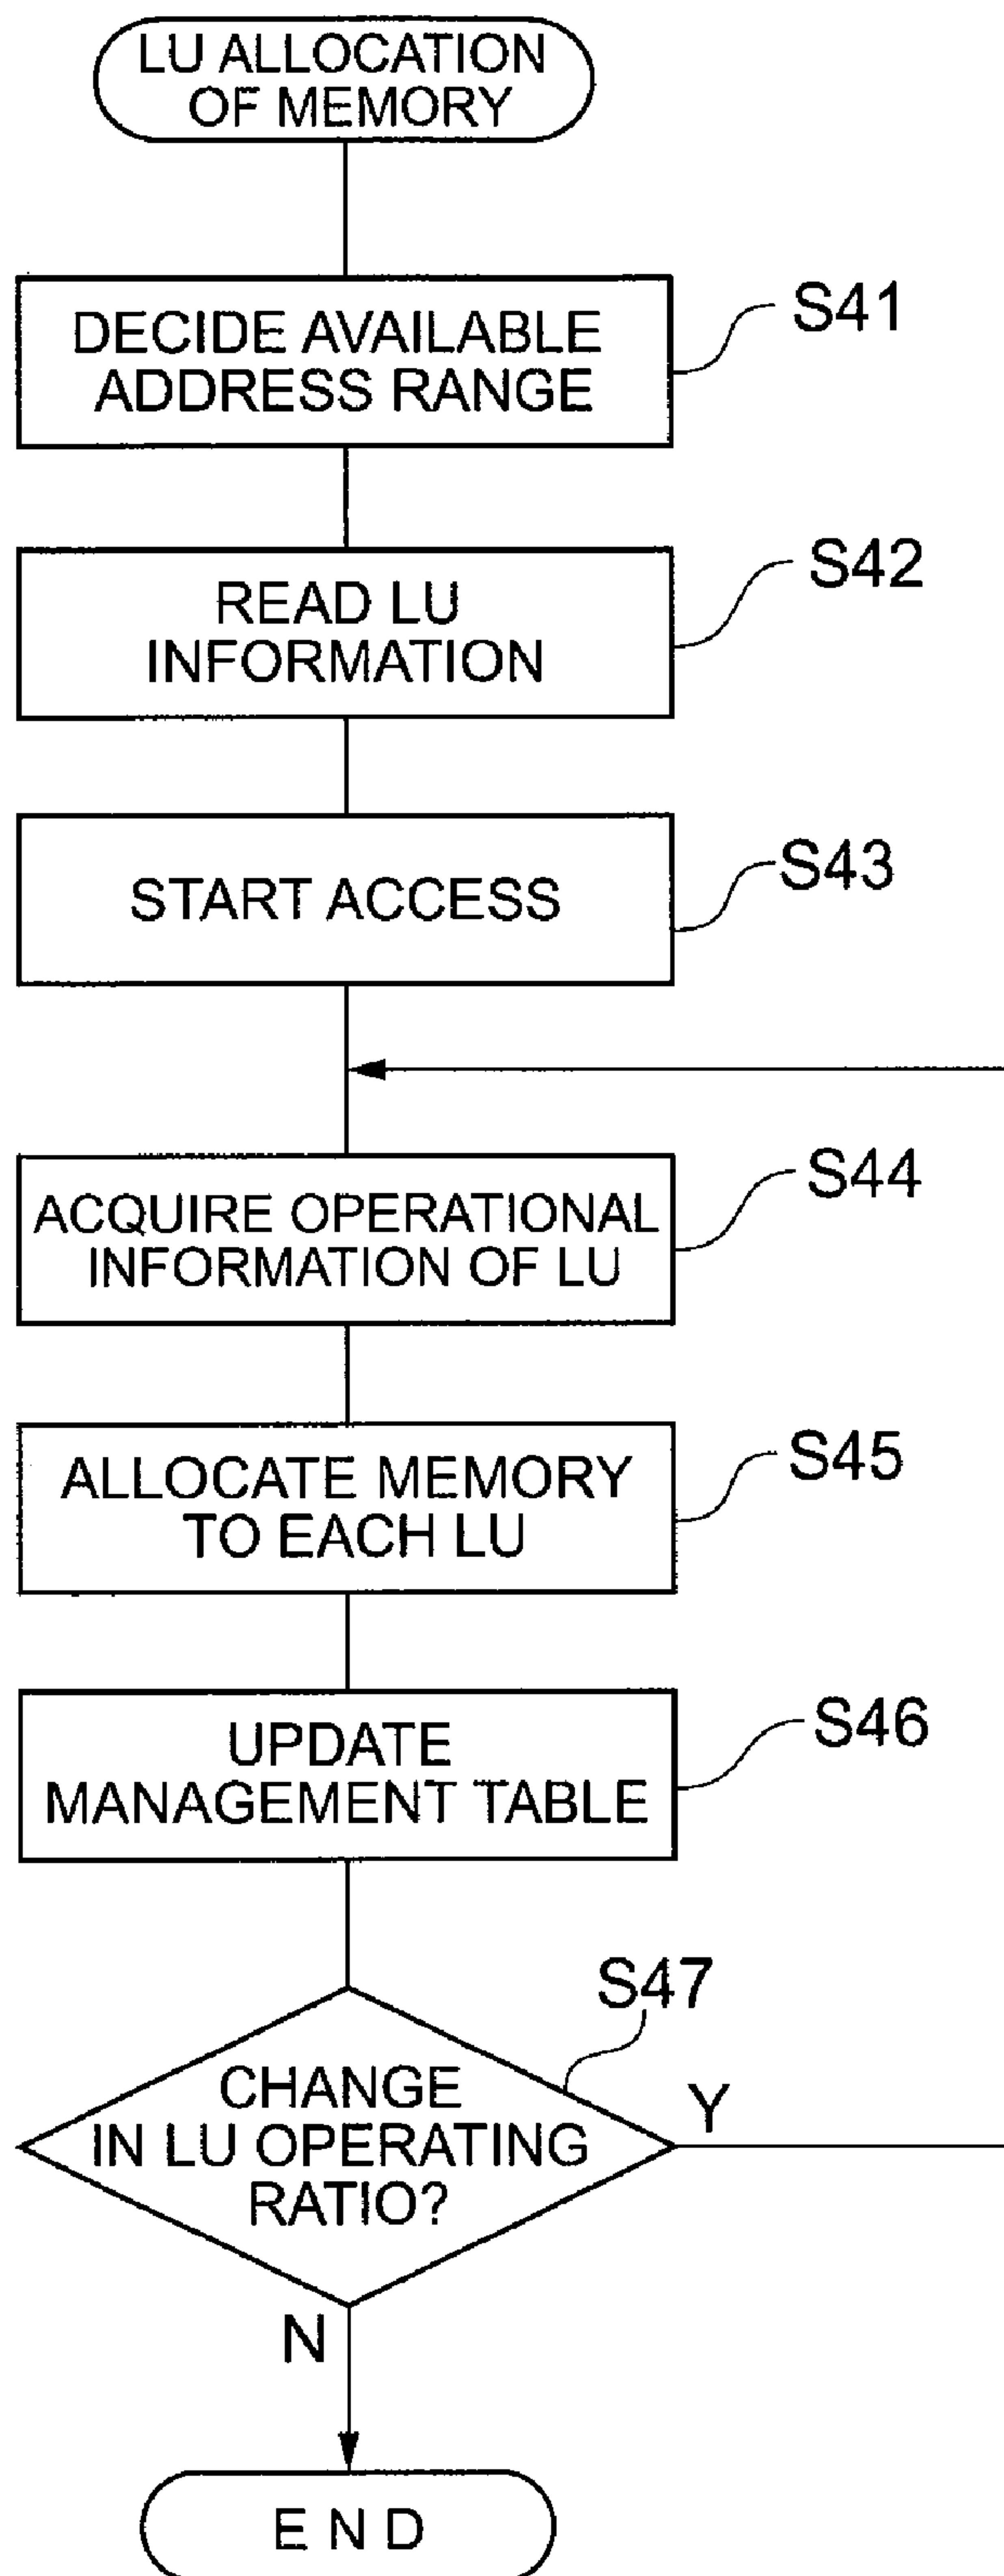 LU ALLOCATION
OF MEMORY
DECIDE AVAILABLE
ADDRESS RANGE
S41
READ LU
INFORMATION
S42
START ACCESS
S43
ACQUIRE OPERATIONAL
INFORMATION OF LU
S44
ALLOCATE MEMORY
TO EACH LU
S45
UPDATE
MANAGEMENT TABLE
S46
S47
CHANGE
IN LU OPERATING
RATIO?
Y
N
END